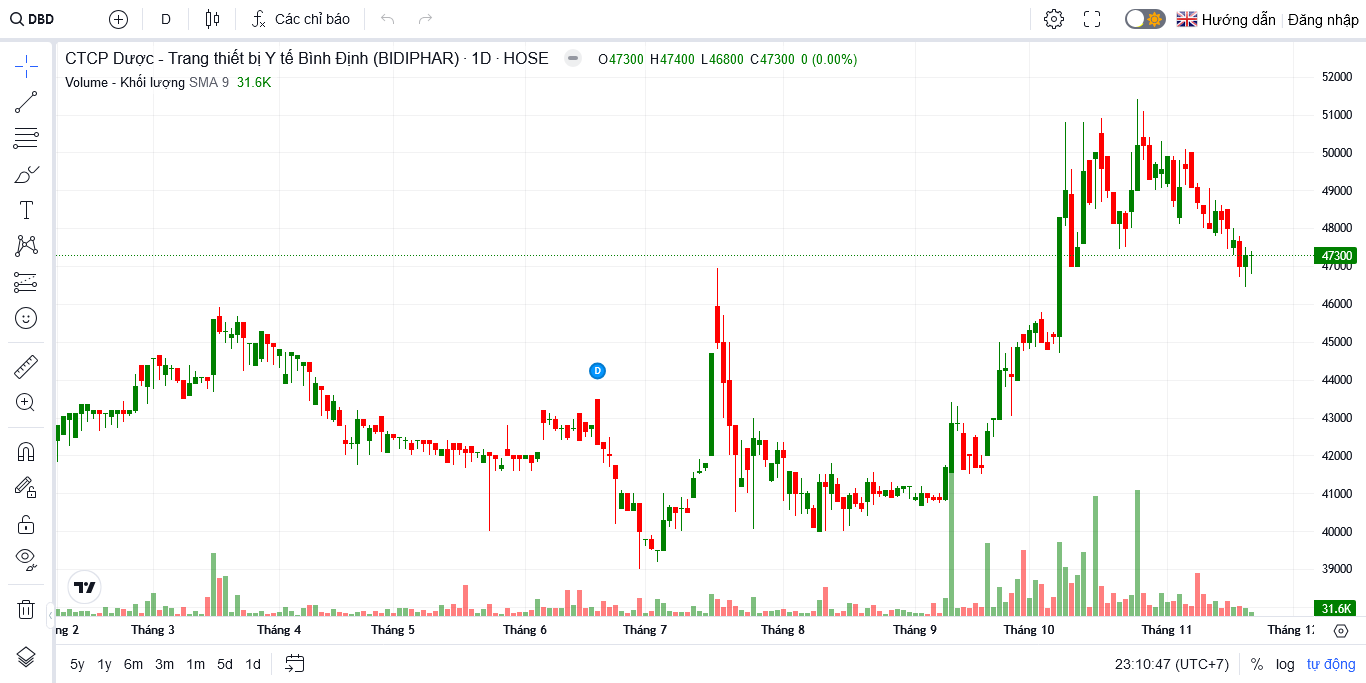 DBD D Các chỉ báo Hướng dẫn Đăng nhập
CTCP Dược - Trang thiết bị Y tế Bình Định (BIDIPHAR) · 1D · HOSE O47300 H47400 L46800 C47300 0 (0.00%)
Volume - Khối lượng SMA 9 31.6K
52000
51000
50000
49000
48000
47300
47000
46000
45000
44000
43000
42000
41000
40000
39000
D
31.6K
ng 2 Tháng 3 Tháng 4 Tháng 5 Tháng 6 Tháng 7 Tháng 8 Tháng 9 Tháng 10 Tháng 11 Tháng 12
5y 1y 6m 3m 1m 5d 1d 23:10:47 (UTC+7) % log tự động